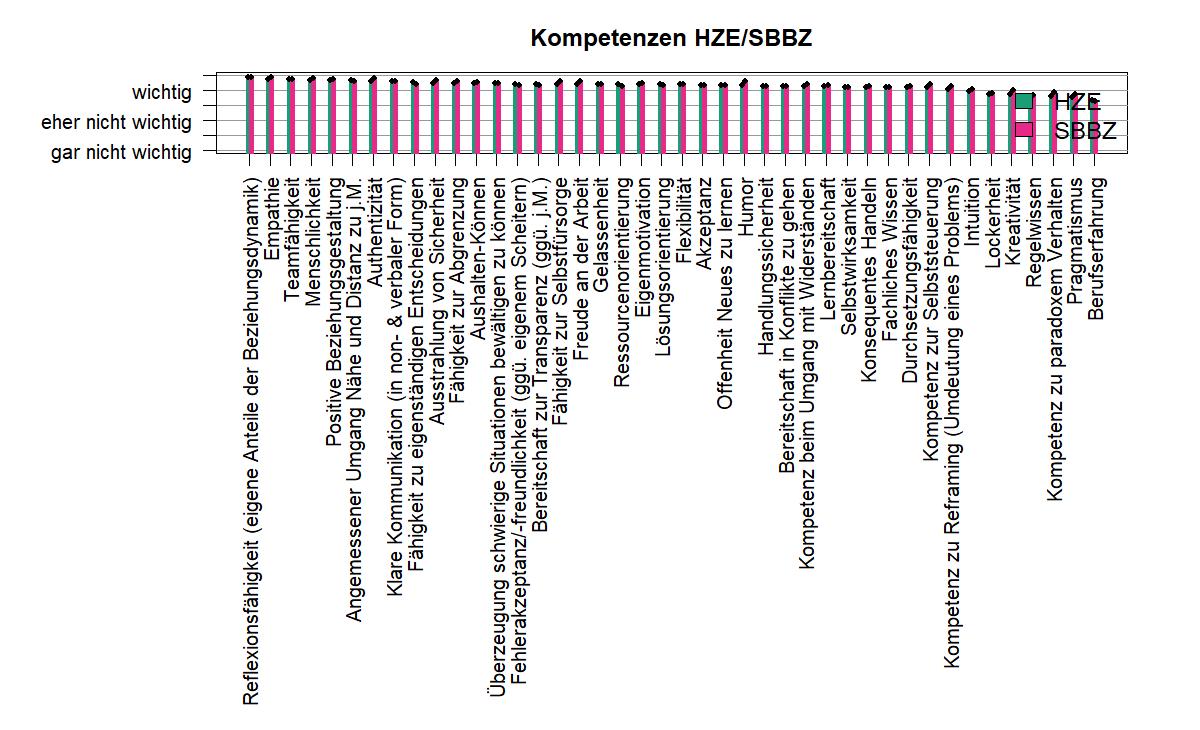 Kompetenzen HZE/SBBZ
wichtig
eher nicht wichtig
gar nicht wichtig
HZE
SBBZ
Reflexionsfähigkeit (eigene Anteile der Beziehungsdynamik)
Empathie
Teamfähigkeit
Menschlichkeit
Positive Beziehungsgestaltung
Angemessener Umgang Nähe und Distanz zu j.M.
Authentizität
Klare Kommunikation (in non- & verbaler Form)
Fähigkeit zu eigenständigen Entscheidungen
Ausstrahlung von Sicherheit
Fähigkeit zur Abgrenzung
Aushalten-Können
Überzeugung schwierige Situationen bewätigen zu können
Fehlerakzeptanz/-freundlichkeit (ggü. eigenem Scheitern)
Bereitschaft zur Transparenz (ggü. j.M.)
Fähigkeit zur Selbstfürsorge
Freude an der Arbeit
Gelassenheit
Ressourcenorientierung
Eigenmotivation
Lösungsorientierung
Flexibilität
Akzeptanz
Offenheit Neues zu lernen
Humor
Handlungssicherheit
Bereitschaft in Konflikte zu gehen
Kompetenz beim Umgang mit Widerständen
Lernbereitschaft
Selbstwirksamkeit
Konsequentes Handeln
Fachliches Wissen
Durchsetzungsfähigkeit
Kompetenz zur Selbststeuerung
Kompetenz zu Reframing (Umdeutung eines Problems)
Intuition
Lockerheit
Kreativität
Regelwissen
Kompetenz zu paradoxem Verhalten
Pragmatismus
Berufserfahrung